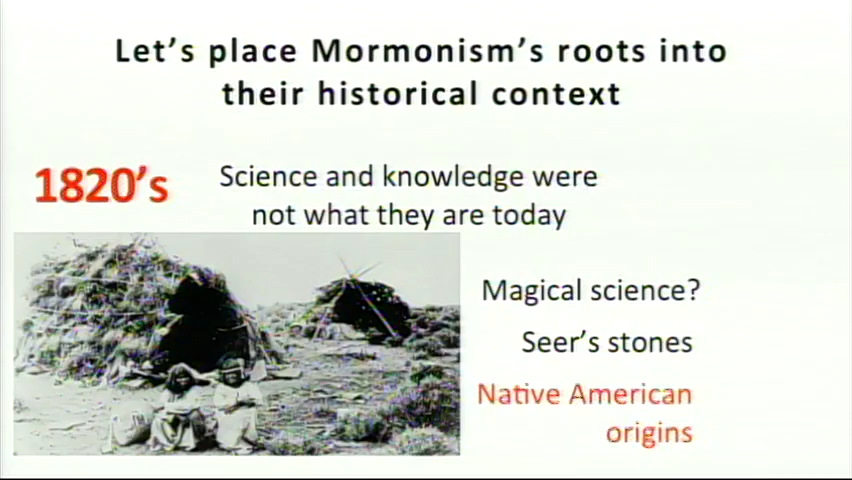 Let's place Mormonism's roots into
their historical context
1820's
Science and knowledge were
not what they are today
Magical science?
Seer's stones
Native American
origins